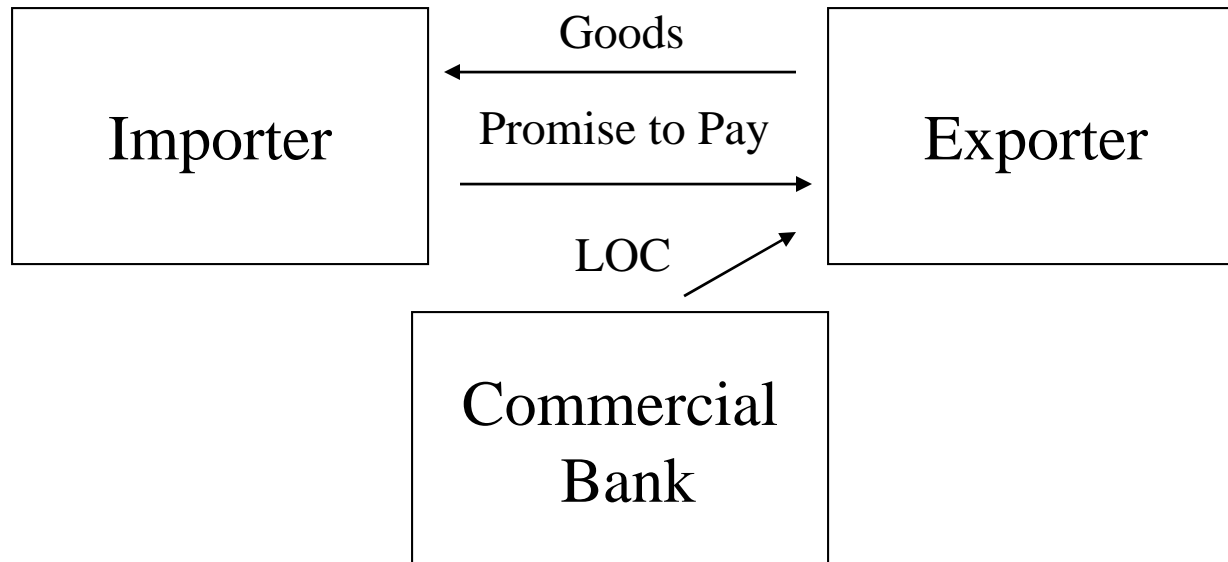 Goods
Importer
Promise to Pay
Exporter
LOC
Commercial
Bank